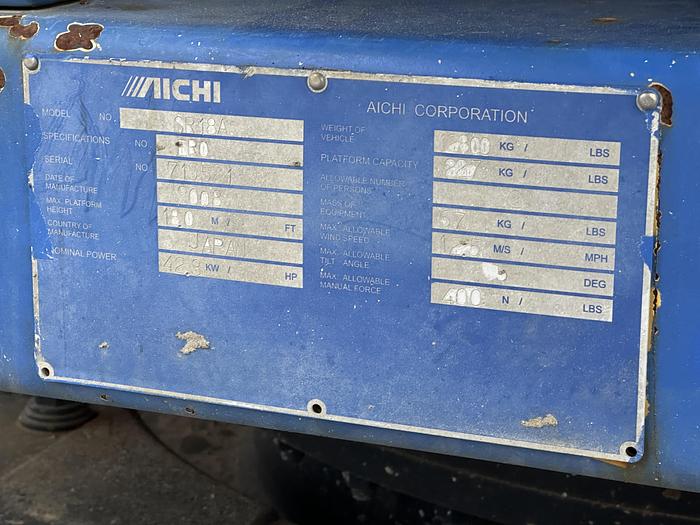 AICHI
AICHI CORPORATION
MODEL NO. SR18A
SPECIFICATIONS NO.
SERIAL NO.
DATE OF MANUFACTURE
MAX. PLATFORM HEIGHT M / FT
COUNTRY OF MANUFACTURE JAPA
NOMINAL POWER KW / HP
WEIGHT OF VEHICLE KG / LBS
PLATFORM CAPACITY KG / LBS
ALLOWABLE NUMBER OF PERSONS
MASS OF EQUIPMENT KG / LBS
MAX. ALLOWABLE WIND SPEED M/S / MPH
MAX. ALLOWABLE TILT ANGLE DEG
MAX. ALLOWABLE MANUAL FORCE 400 N / LBS